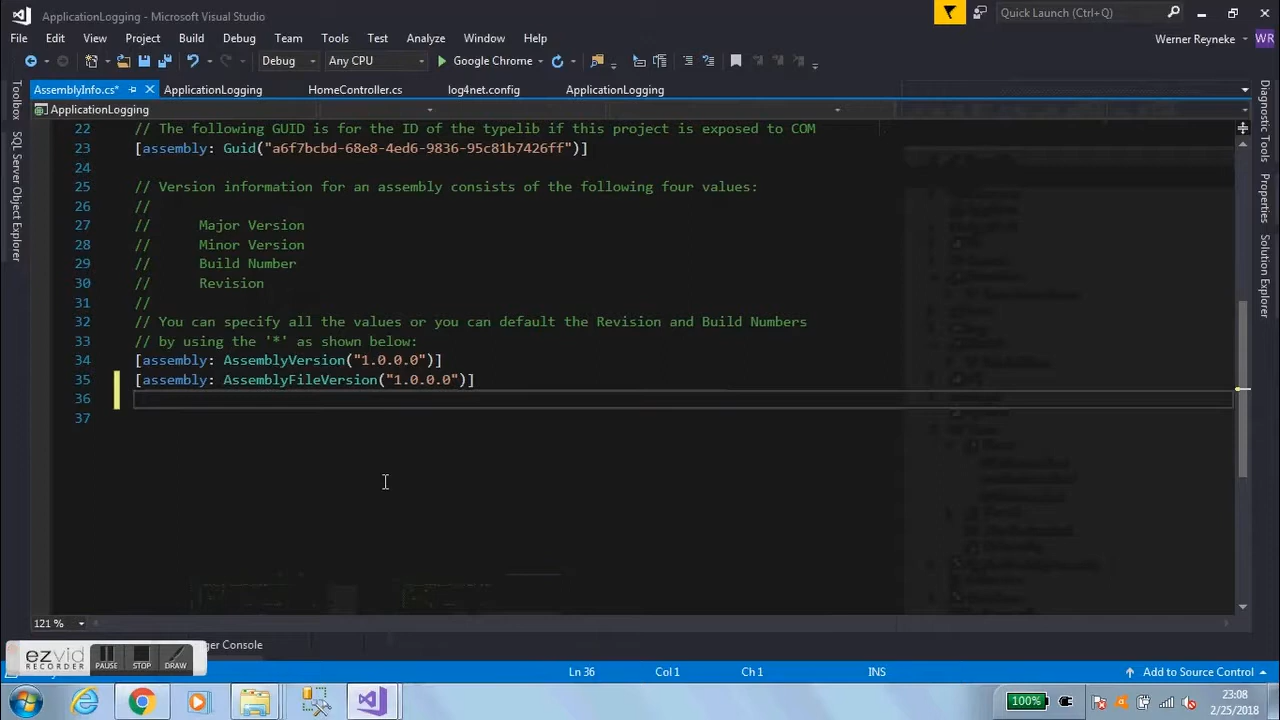 ApplicationLogging - Microsoft Visual Studio
Quick Launch (Ctrl+Q)
File Edit View Project Build Debug Team Tools Test Analyze Window Help
Werner Reyneke WR
Debug Any CPU Google Chrome
AssemblyInfo.cs* ApplicationLogging HomeController.cs log4net.config ApplicationLogging
ApplicationLogging
Toolbox
SQL Server Object Explorer
22 // The following GUID is for the ID of the typelib if this project is exposed to COM
23 [assembly: Guid("a6f7bcbd-68e8-4ed6-9836-95c81b7426ff")]
24
25 // Version information for an assembly consists of the following four values:
26 //
27 // Major Version
28 // Minor Version
29 // Build Number
30 // Revision
31 //
32 // You can specify all the values or you can default the Revision and Build Numbers
33 // by using the '*' as shown below:
34 [assembly: AssemblyVersion("1.0.0.0")]
35 [assembly: AssemblyFileVersion("1.0.0.0")]
36
37
Diagnostic Tools
Properties
Solution Explorer
121 %
ger Console
ezvid
RECORDER
PAUSE STOP DRAW
Ln 36 Col 1 Ch 1 INS Add to Source Control
100%
23:08
2/25/2018